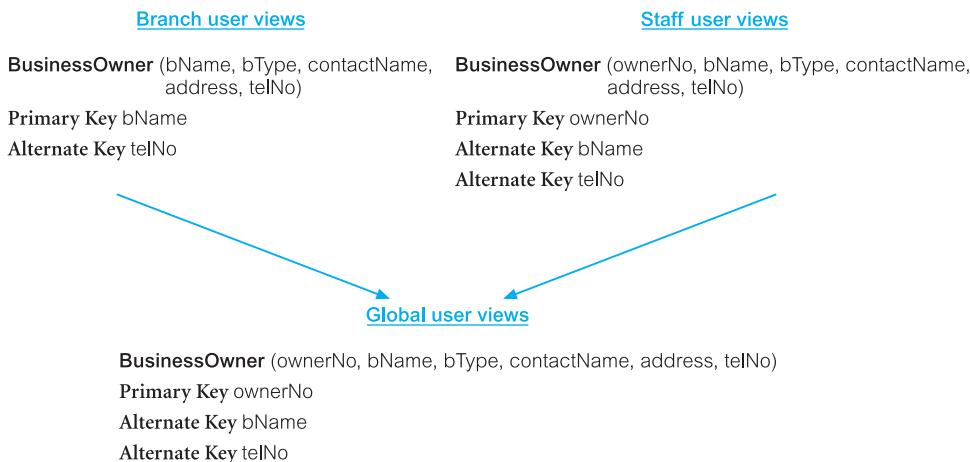 Branch user views
BusinessOwner (bName, bType, contactName,
address, telNo)
Primary Key bName
Alternate Key telNo
Staff user views
BusinessOwner (ownerNo, bName, bType, contactName,
address, telNo)
Primary Key ownerNo
Alternate Key bName
Alternate Key telNo
Global user views
BusinessOwner (ownerNo, bName, bType, contactName, address, telNo)
Primary Key ownerNo
Alternate Key bName
Alternate Key telNo